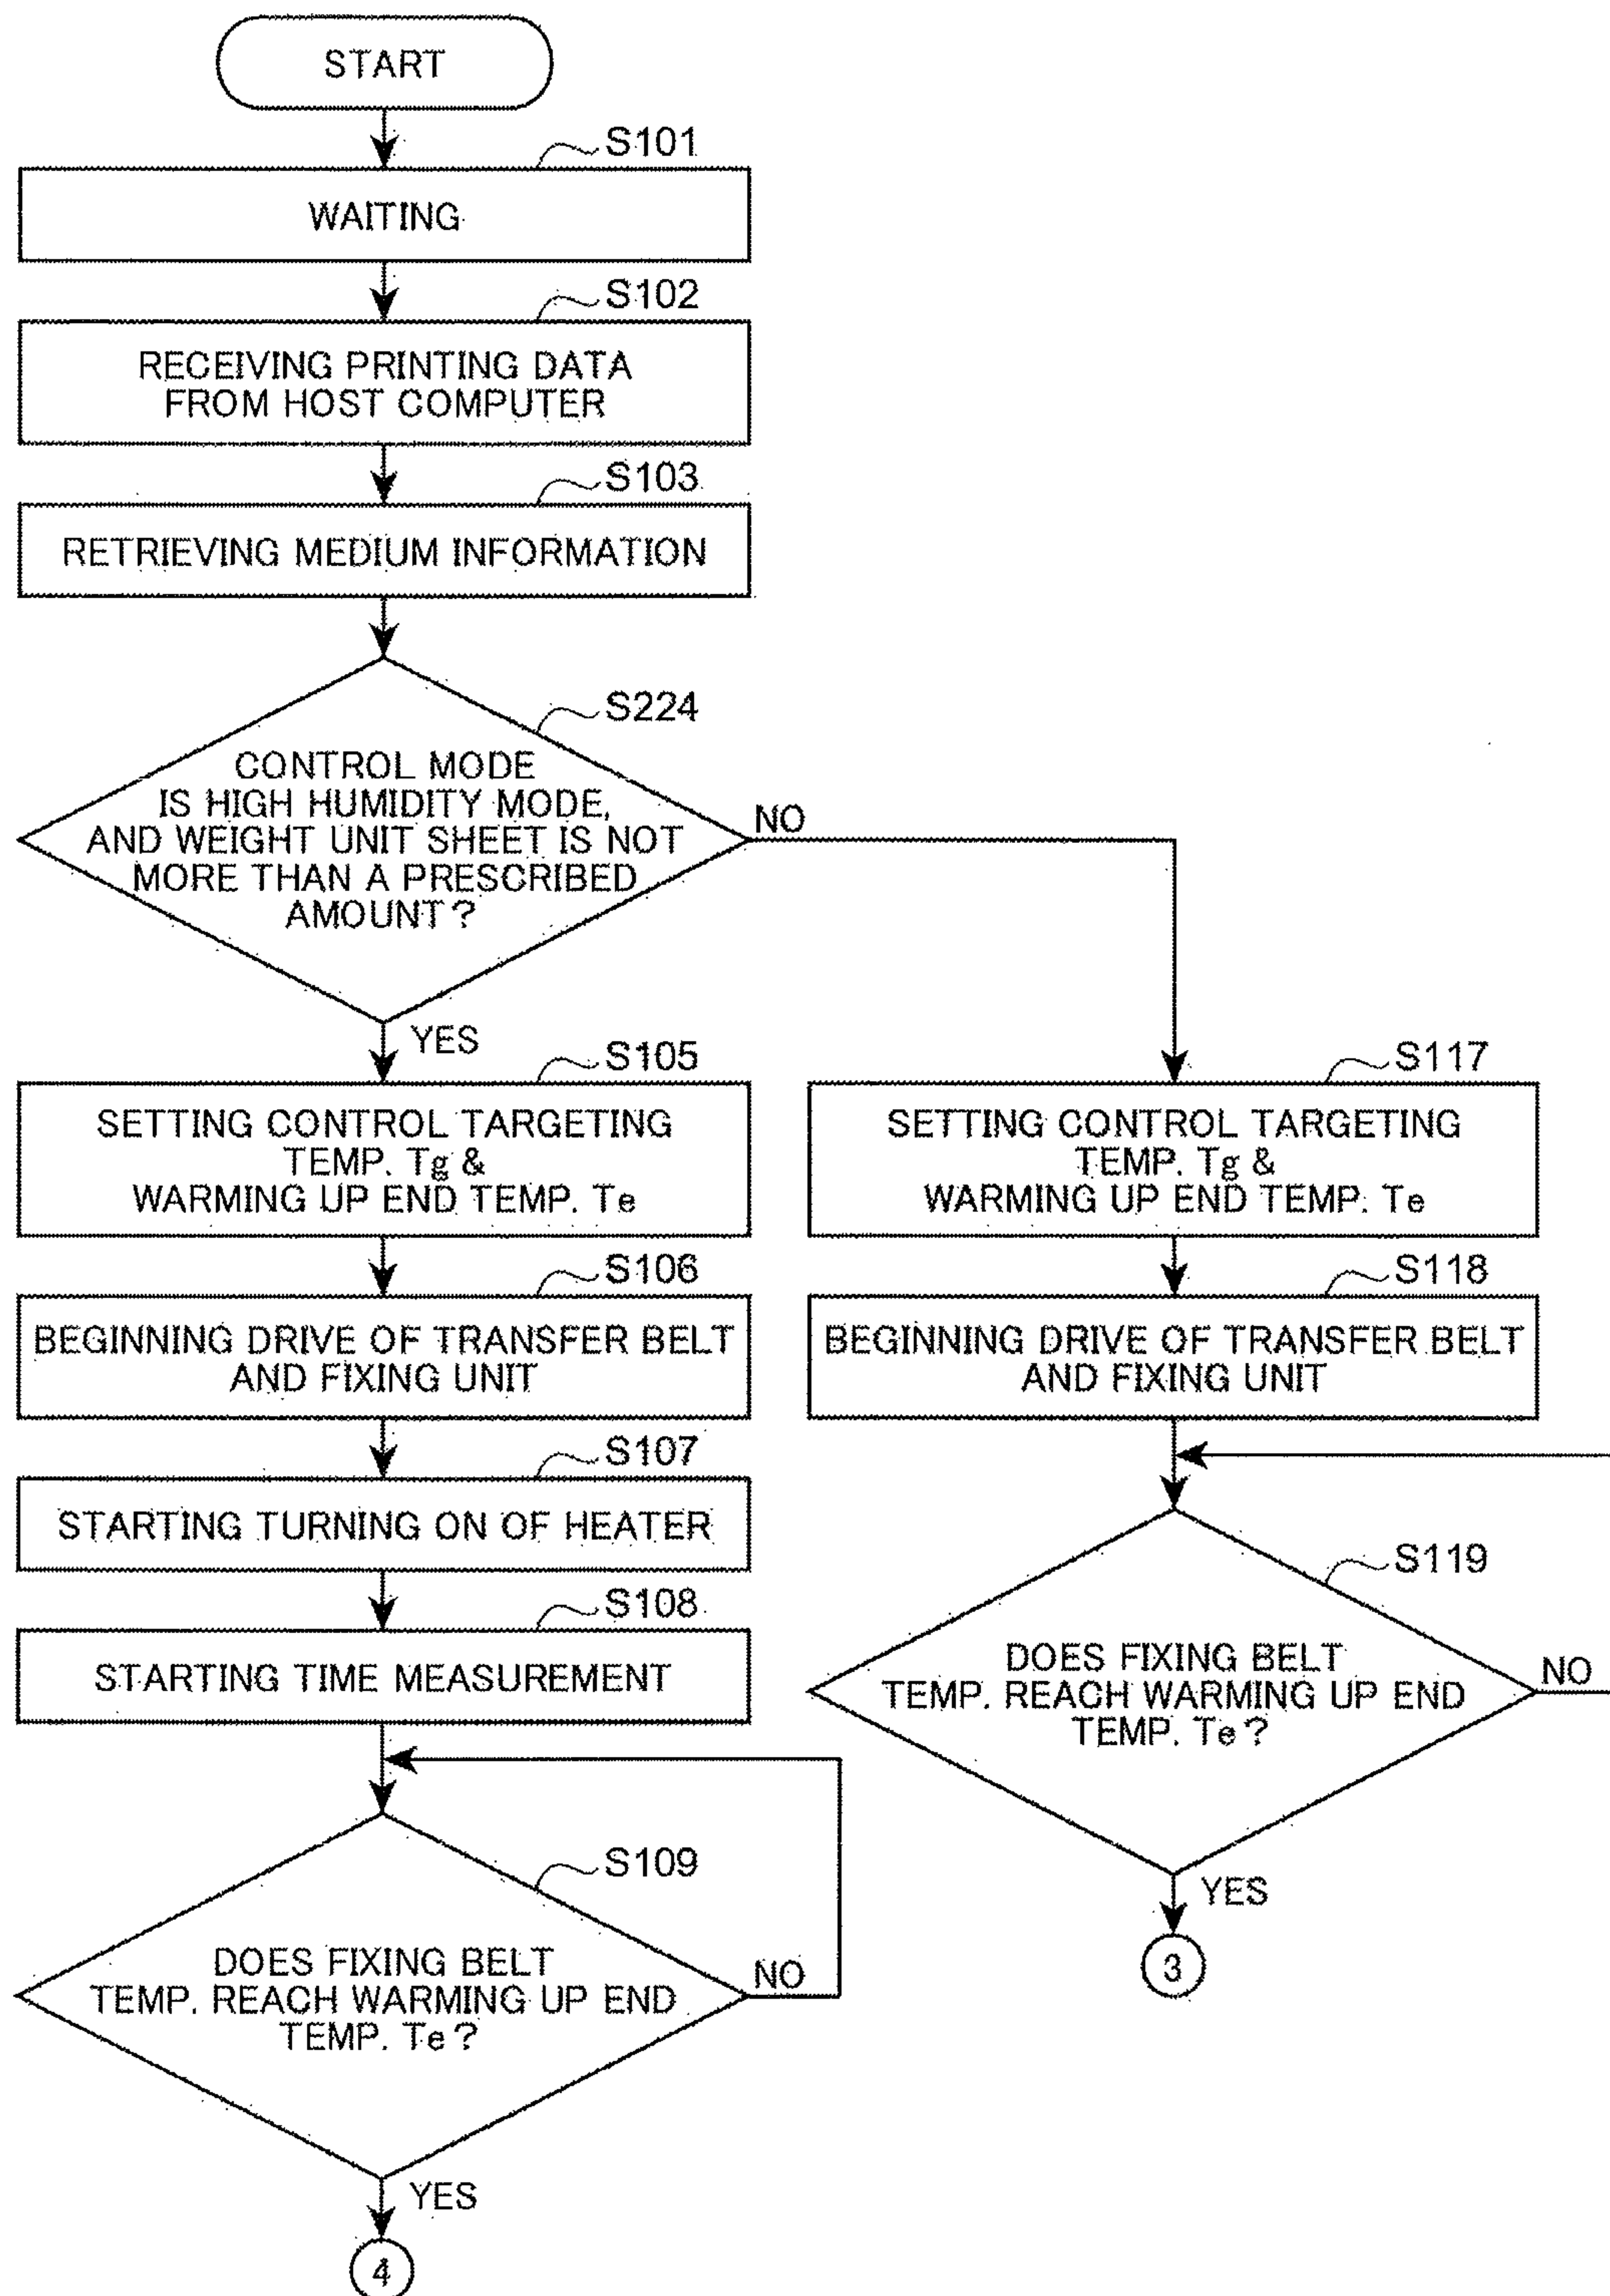 START
S101
WAITING
S102
RECEIVING PRINTING DATA
FROM HOST COMPUTER
S103
RETRIEVING MEDIUM INFORMATION
S224
CONTROL MODE
IS HIGH HUMIDITY MODE,
AND WEIGHT UNIT SHEET IS NOT
MORE THAN A PRESCRIBED
AMOUNT?
NO
YES
S105
SETTING CONTROL TARGETING
TEMP. Tg &
WARMING UP END TEMP. Te
S106
BEGINNING DRIVE OF TRANSFER BELT
AND FIXING UNIT
S107
STARTING TURNING ON OF HEATER
S108
STARTING TIME MEASUREMENT
S109
DOES FIXING BELT
TEMP. REACH WARMING UP END
TEMP. Te?
NO
YES
4
S117
SETTING CONTROL TARGETING
TEMP. Tg &
WARMING UP END TEMP. Te
S118
BEGINNING DRIVE OF TRANSFER BELT
AND FIXING UNIT
S119
DOES FIXING BELT
TEMP. REACH WARMING UP END
TEMP. Te?
NO
YES
3